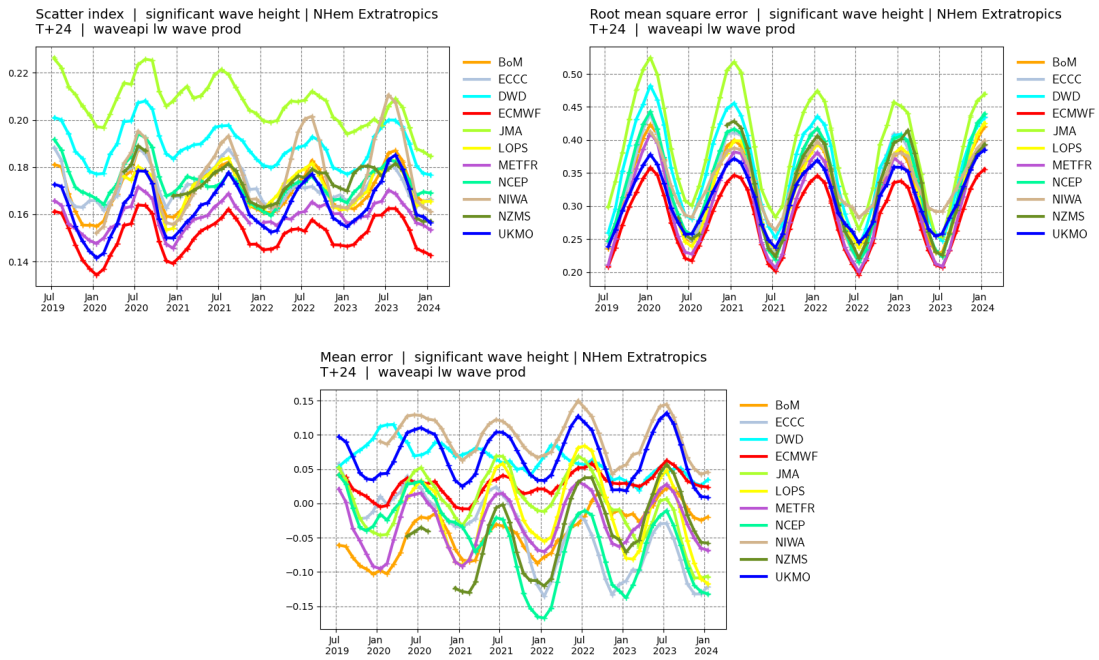 Scatter index | significant wave height | NHem Extratropics
T+24 | waveapi lw wave prod
0.22
0.20
0.18
0.16
0.14
Jul 2019
Jan 2020
Jul 2020
Jan 2021
Jul 2021
Jan 2022
Jul 2022
Jan 2023
Jul 2023
Jan 2024
BoM
ECCC
DWD
ECMWF
JMA
LOPS
METFR
NCEP
NIWA
NZMS
UKMO
Root mean square error | significant wave height | NHem Extratropics
T+24 | waveapi lw wave prod
0.50
0.45
0.40
0.35
0.30
0.25
0.20
Jul 2019
Jan 2020
Jul 2020
Jan 2021
Jul 2021
Jan 2022
Jul 2022
Jan 2023
Jul 2023
Jan 2024
BoM
ECCC
DWD
ECMWF
JMA
LOPS
METFR
NCEP
NIWA
NZMS
UKMO
Mean error | significant wave height | NHem Extratropics
T+24 | waveapi lw wave prod
0.15
0.10
0.05
0.00
−0.05
−0.10
−0.15
Jul 2019
Jan 2020
Jul 2020
Jan 2021
Jul 2021
Jan 2022
Jul 2022
Jan 2023
Jul 2023
Jan 2024
BoM
ECCC
DWD
ECMWF
JMA
LOPS
METFR
NCEP
NIWA
NZMS
UKMO